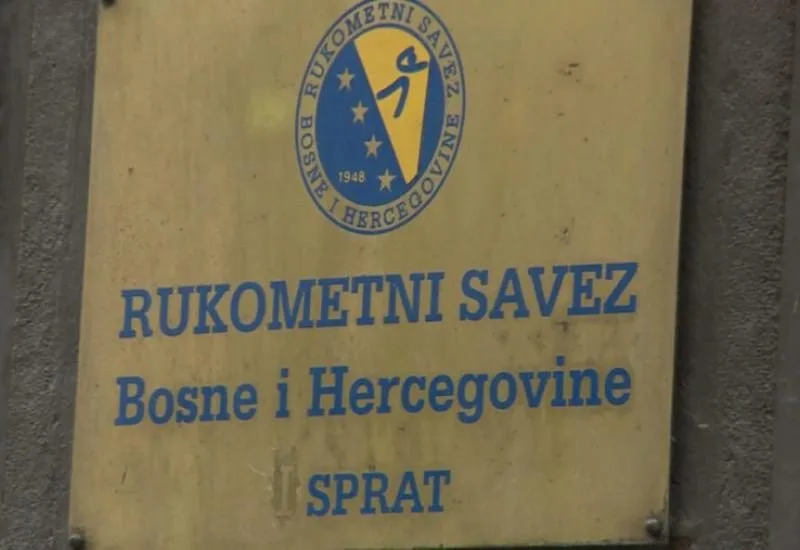 RUKOMETNI SAVEZ
BOSNE I HERCEGOVINE
1948
RUKOMETNI SAVEZ
Bosne i Hercegovine
I SPRAT